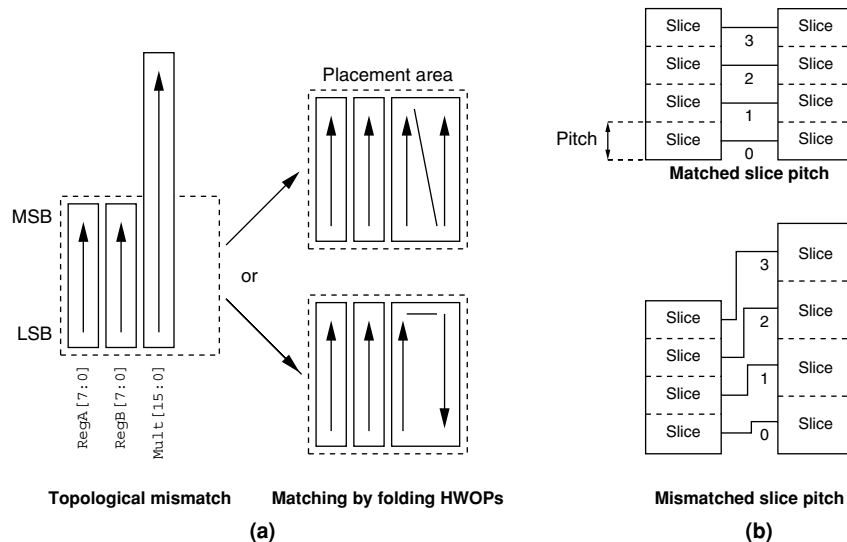 Placement area
MSB
LSB
or
RegA[7:0]
RegB[7:0]
Mult[15:0]
Topological mismatch
Matching by folding HWOPs
(a)
Slice
Slice
3
Slice
Slice
2
Slice
Slice
1
Pitch
Slice
Slice
0
Matched slice pitch
Slice
3
Slice
Slice
2
Slice
Slice
1
Slice
Slice
Slice
0
Mismatched slice pitch
(b)